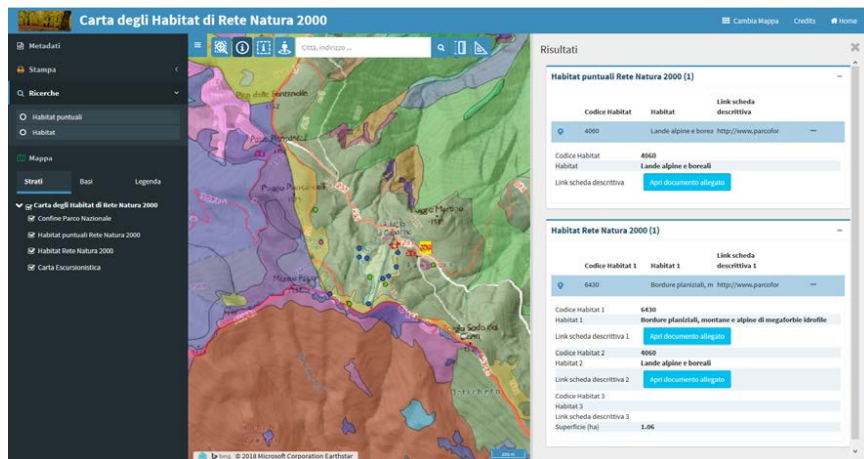 Carta degli Habitat di Rete Natura 2000
Cambia Mappa Credits Home
Metadati
Stampa
Ricerche
Habitat puntuali
Habitat
Mappa
Strati Basi Legenda
Carta degli Habitat di Rete Natura 2000
Confine Parco Nazionale
Habitat puntuali Rete Natura 2000
Habitat Rete Natura 2000
Carta Escursionistica
Città, indirizzo ...
bing © 2018 Microsoft Corporation Earthstar
Risultati
Habitat puntuali Rete Natura 2000 (1)
Codice Habitat Habitat Link scheda
descrittiva
4060 Lande alpine e borea http://www.parcofor
Codice Habitat 4060
Habitat Lande alpine e boreali
Link scheda descrittiva Apri documento allegato
Habitat Rete Natura 2000 (1)
Codice Habitat 1 Habitat 1 Link scheda
descrittiva 1
6430 Bordure planiziali, m http://www.parcofor
Codice Habitat 1 6430
Habitat 1 Bordure planiziali, montane e alpine di megaforbie idrofile
Link scheda descrittiva 1 Apri documento allegato
Codice Habitat 2 4060
Habitat 2 Lande alpine e boreali
Link scheda descrittiva 2 Apri documento allegato
Codice Habitat 3
Habitat 3
Link scheda descrittiva 3
Superficie (ha) 1.06